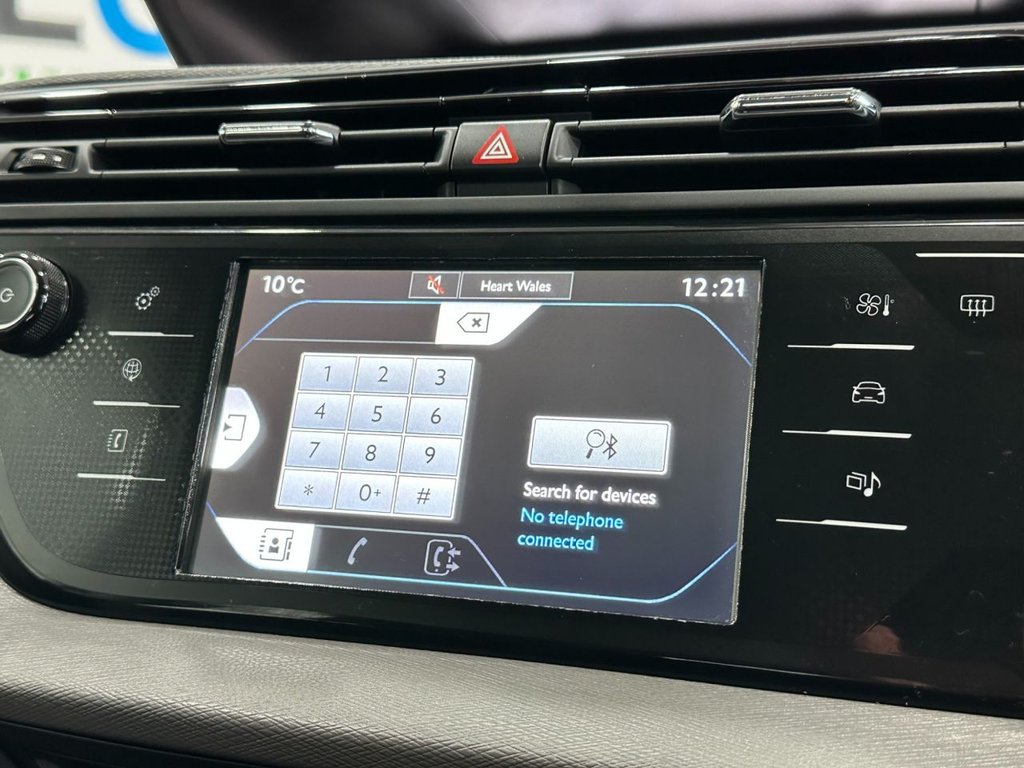 10°C
Heart Wales
12:21
1 2 3
4 5 6
7 8 9
* 0+ #
Search for devices
No telephone
connected